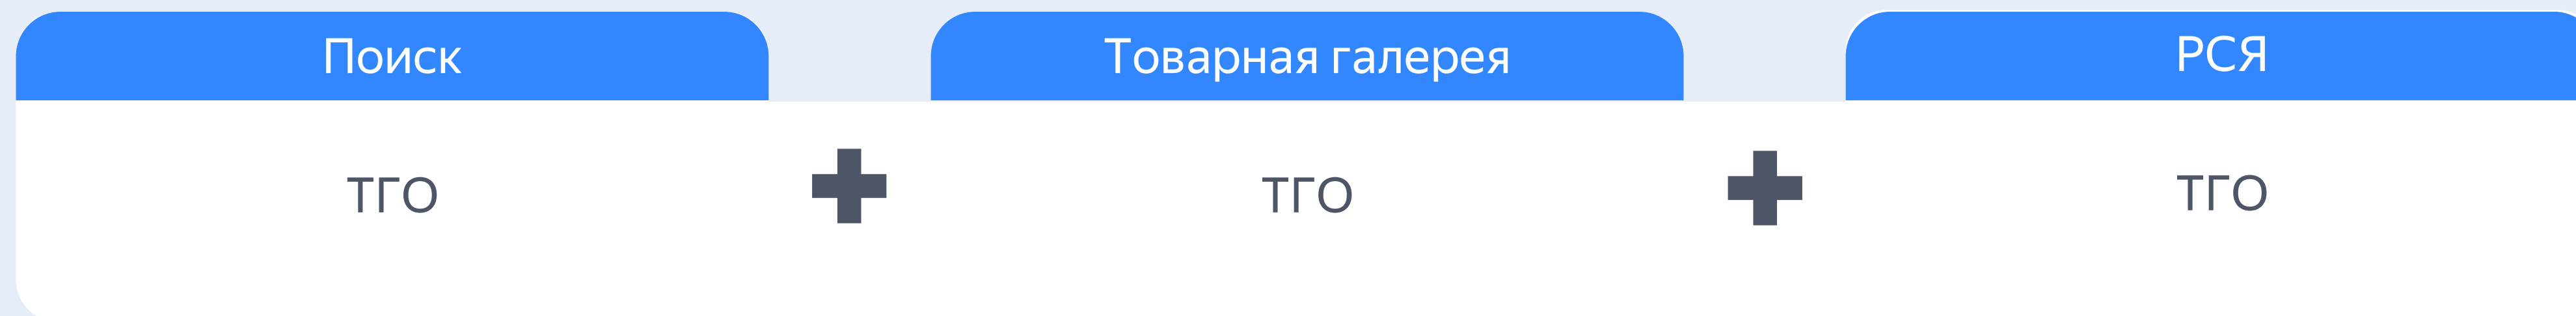 Поиск
Товарная галерея
РСЯ
ТГО
ТГО
ТГО